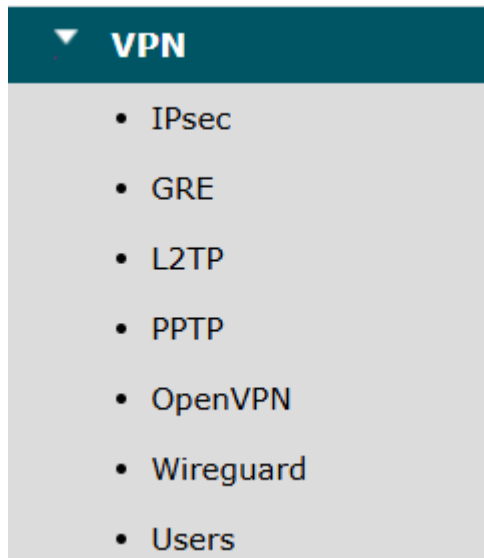 VPN
IPsec
GRE
L2TP
PPTP
OpenVPN
Wireguard
Users